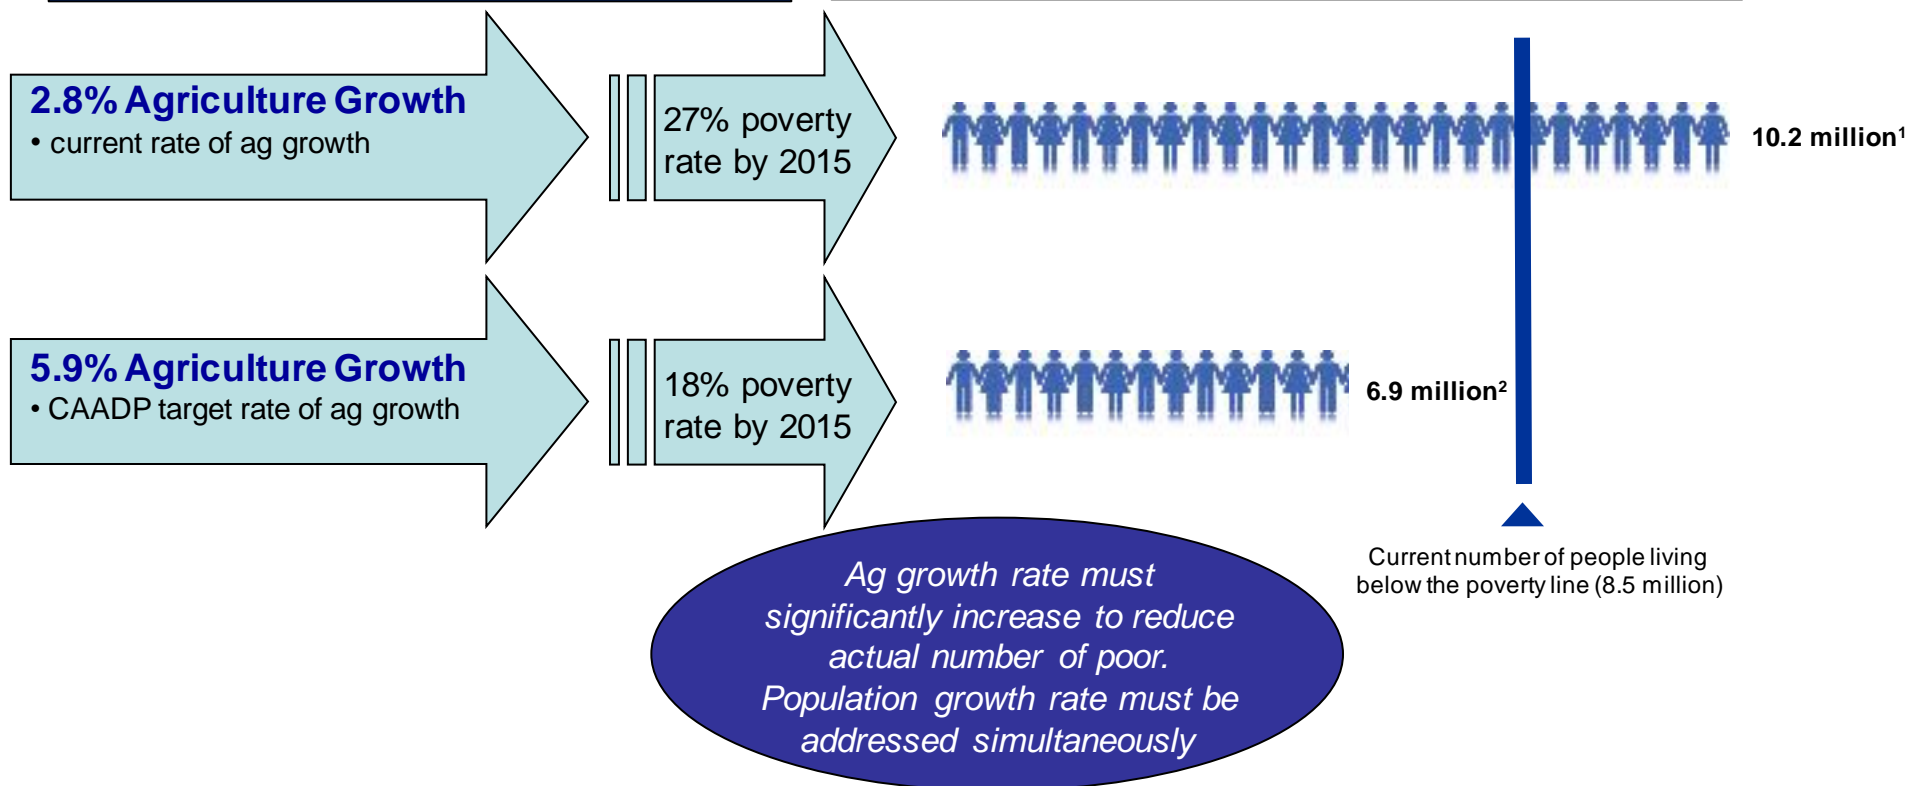 2.8% Agriculture Growth
• current rate of ag growth
27% poverty
rate by 2015
10.2 million¹
5.9% Agriculture Growth
• CAADP target rate of ag growth
18% poverty
rate by 2015
6.9 million²
Current number of people living
below the poverty line (8.5 million)
Ag growth rate must
significantly increase to reduce
actual number of poor.
Population growth rate must be
addressed simultaneously